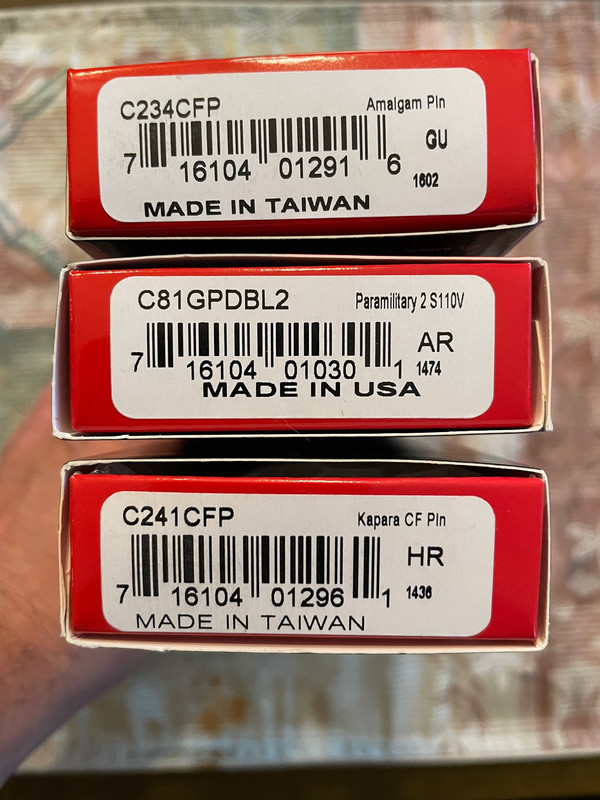 C234CFP Amalgam Pin
GU
7 16104 01291 6 1602
MADE IN TAIWAN
C81GPDBL2 Paramilitary 2 S110V
AR
7 16104 01030 1 1474
MADE IN USA
C241CFP Kapara CF Pln
HR
7 16104 01296 1 1436
MADE IN TAIWAN